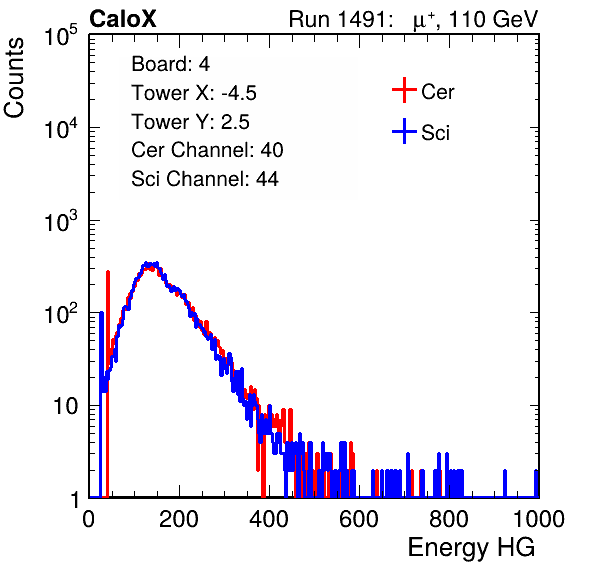 CaloX Run 1491: μ⁺, 110 GeV
Counts
10⁵
10⁴
10³
10²
10
1
Board: 4
Tower X: -4.5
Tower Y: 2.5
Cer Channel: 40
Sci Channel: 44
Cer
Sci
0 200 400 600 800 1000
Energy HG